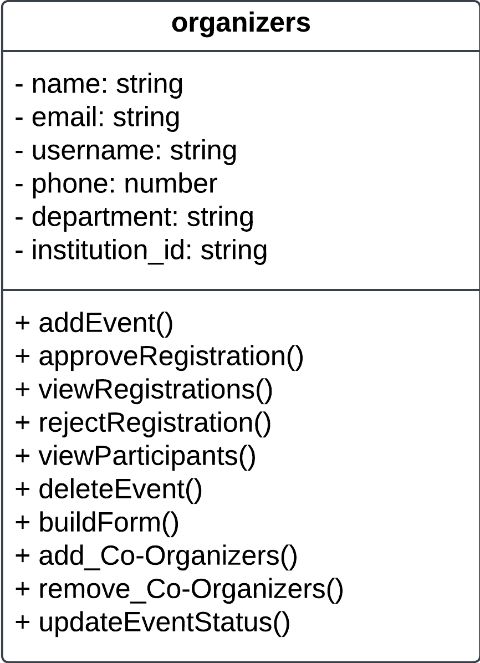 organizers
- name: string
- email: string
- username: string
- phone: number
- department: string
- institution_id: string
+ addEvent()
+ approveRegistration()
+ viewRegistrations()
+ rejectRegistration()
+ viewParticipants()
+ deleteEvent()
+ buildForm()
+ add_Co-Organizers()
+ remove_Co-Organizers()
+ updateEventStatus()